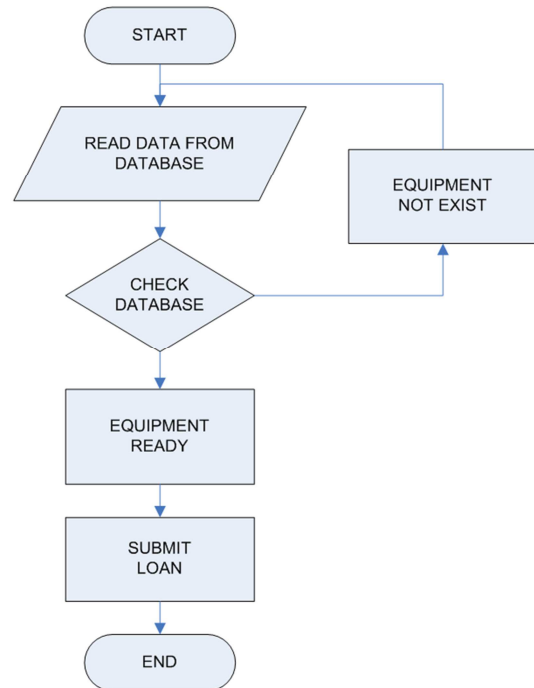 START
READ DATA FROM
DATABASE
EQUIPMENT
NOT EXIST
CHECK
DATABASE
EQUIPMENT
READY
SUBMIT
LOAN
END